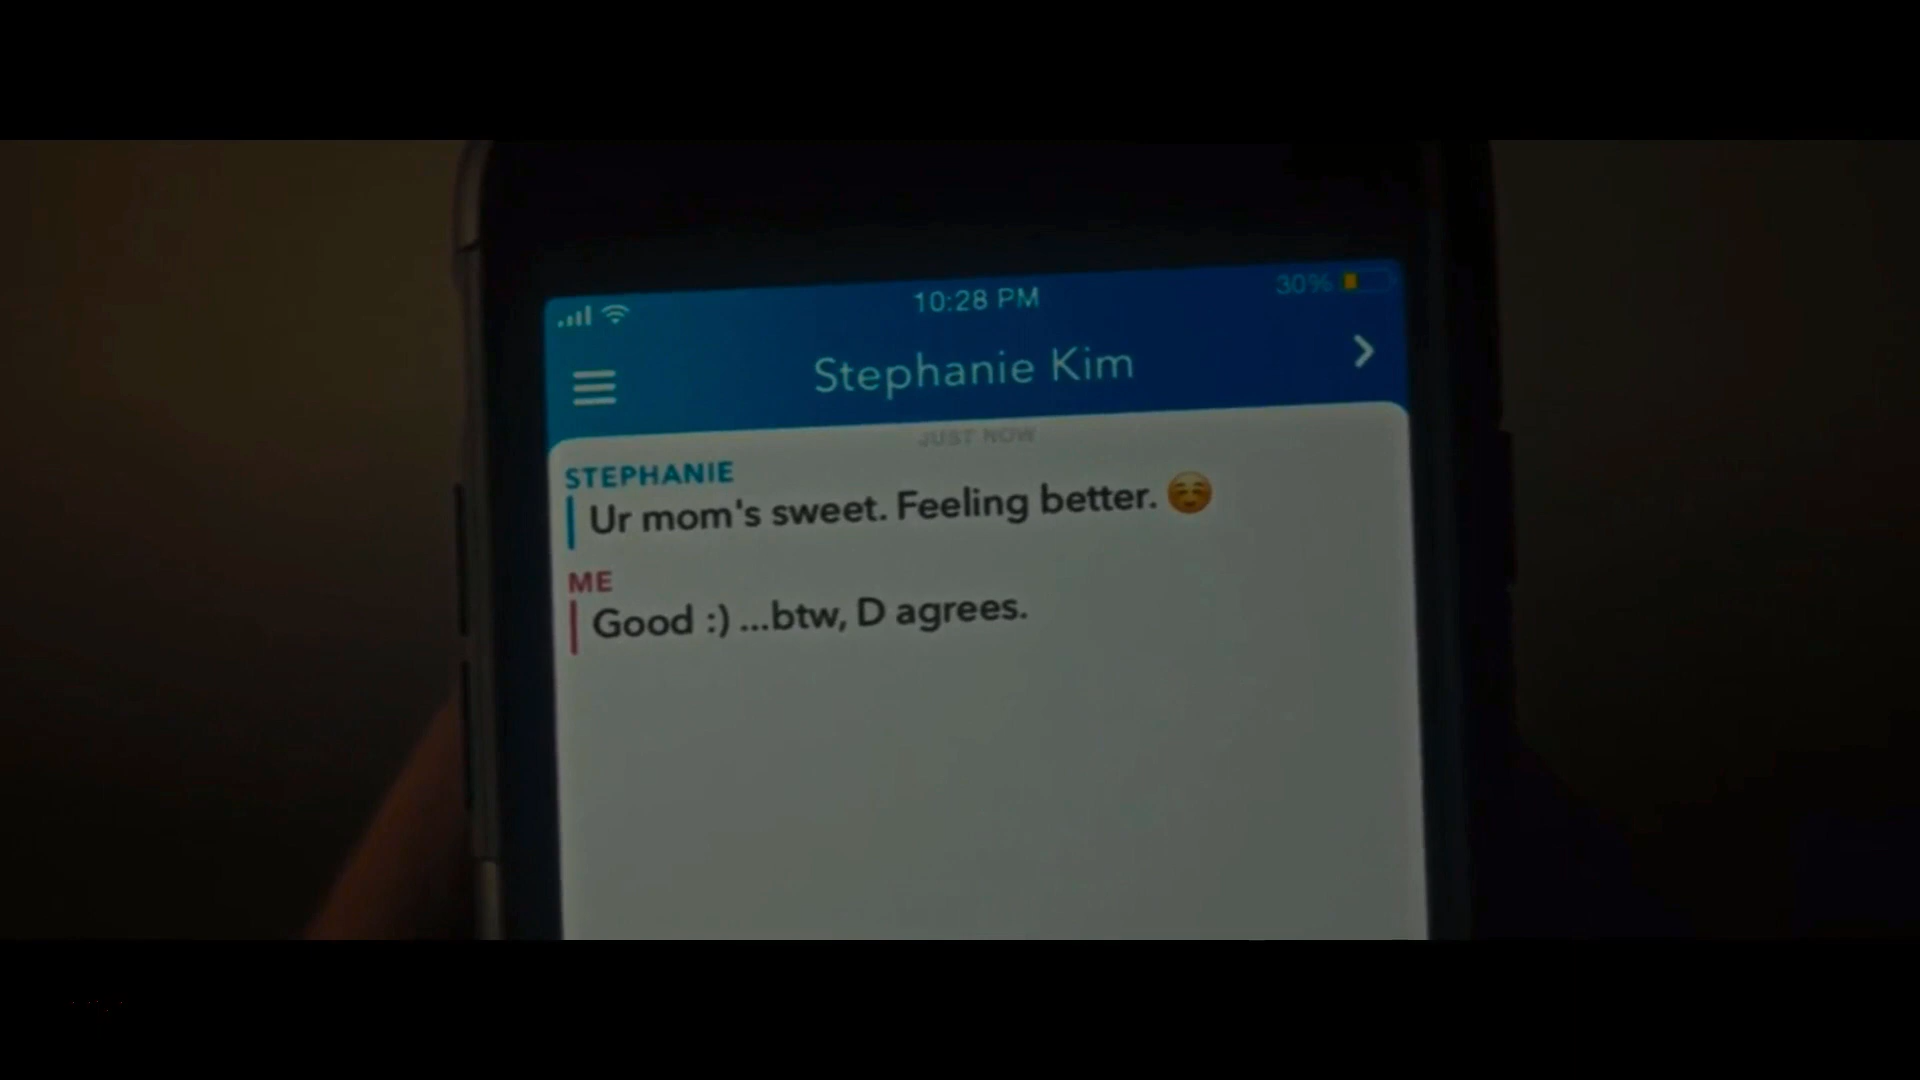 10:28 PM
30%
Stephanie Kim
JUST NOW
STEPHANIE
Ur mom's sweet. Feeling better. ☺️
ME
Good :) ...btw, D agrees.